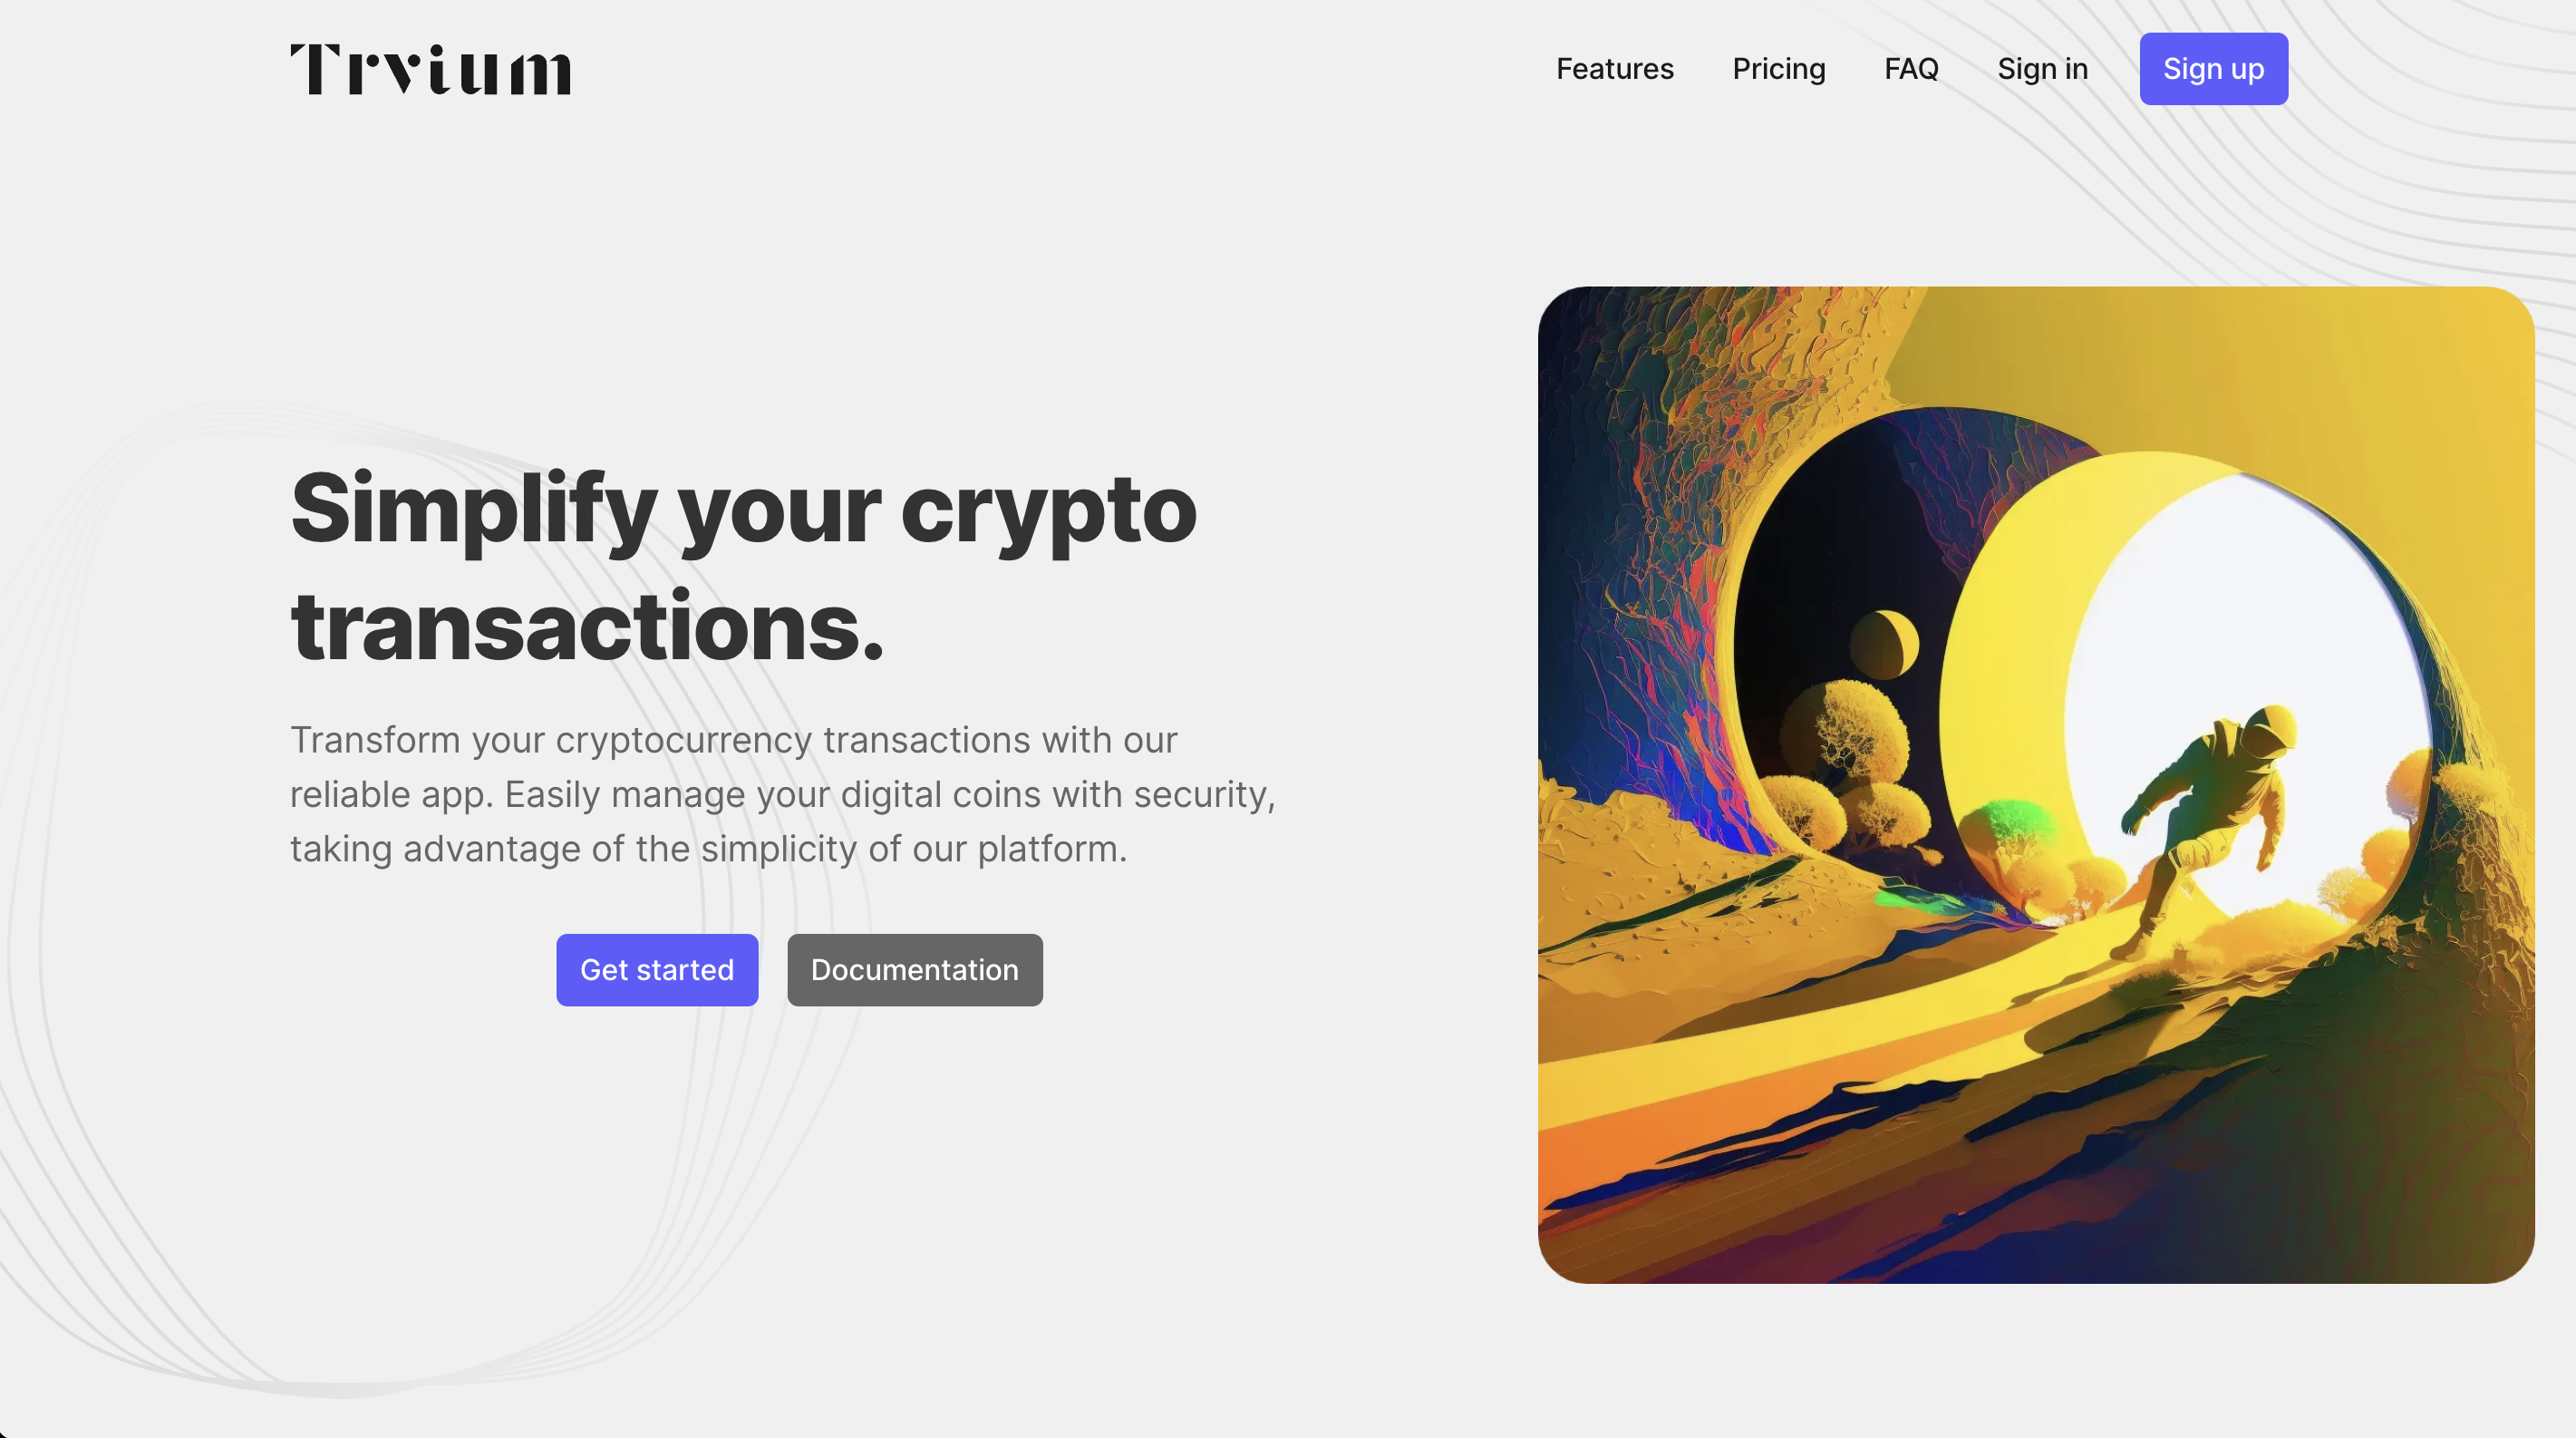 Trvium
Features Pricing FAQ Sign in Sign up
Simplify your crypto
transactions.
Transform your cryptocurrency transactions with our
reliable app. Easily manage your digital coins with security,
taking advantage of the simplicity of our platform.
Get started Documentation